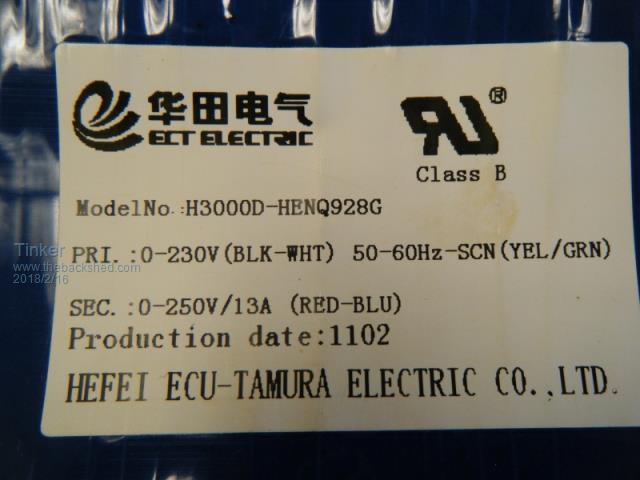 华田电气
ECT ELECTRIC
RU®
Class B
ModelNo.:H3000D-HENQ928G
PRI.:0-230V(BLK-WHT) 50-60Hz-SCN(YEL/GRN)
SEC.:0-250V/13A (RED-BLU)
Production date:1102
HEFEI ECU-TAMURA ELECTRIC CO.,LTD.
Tinker
www.thebackshed.com
2018/2/16